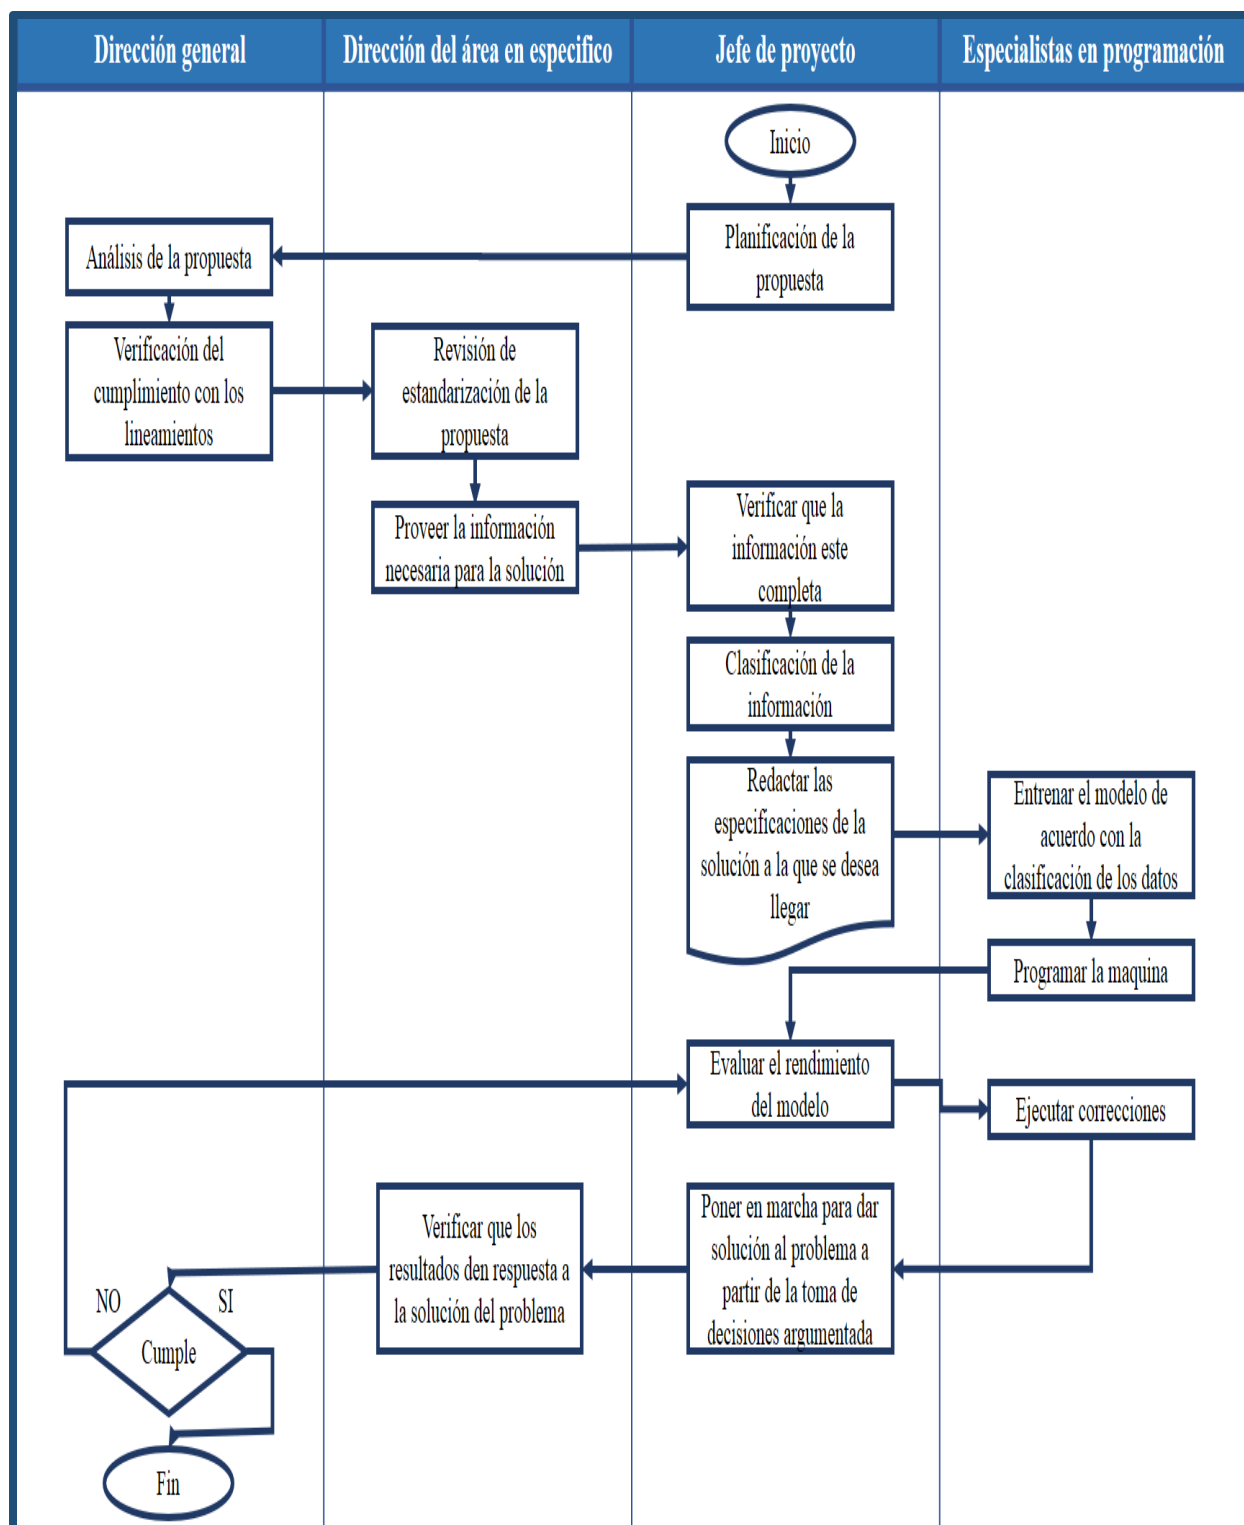 Dirección general
Dirección del área en especifico
Jefe de proyecto
Especialistas en programación
Inicio
Planificación de la
propuesta
Análisis de la propuesta
Verificación del
cumplimiento con los
lineamientos
Revisión de
estandarización de la
propuesta
Proveer la información
necesaria para la solución
Verificar que la
información este
completa
Clasificación de la
información
Redactar las
especificaciones de la
solución a la que se desea
llegar
Entrenar el modelo de
acuerdo con la
clasificación de los datos
Programar la maquina
Evaluar el rendimiento
del modelo
Ejecutar correcciones
Poner en marcha para dar
solución al problema a
partir de la toma de
decisiones argumentada
Verificar que los
resultados den respuesta a
la solución del problema
NO
SI
Cumple
Fin